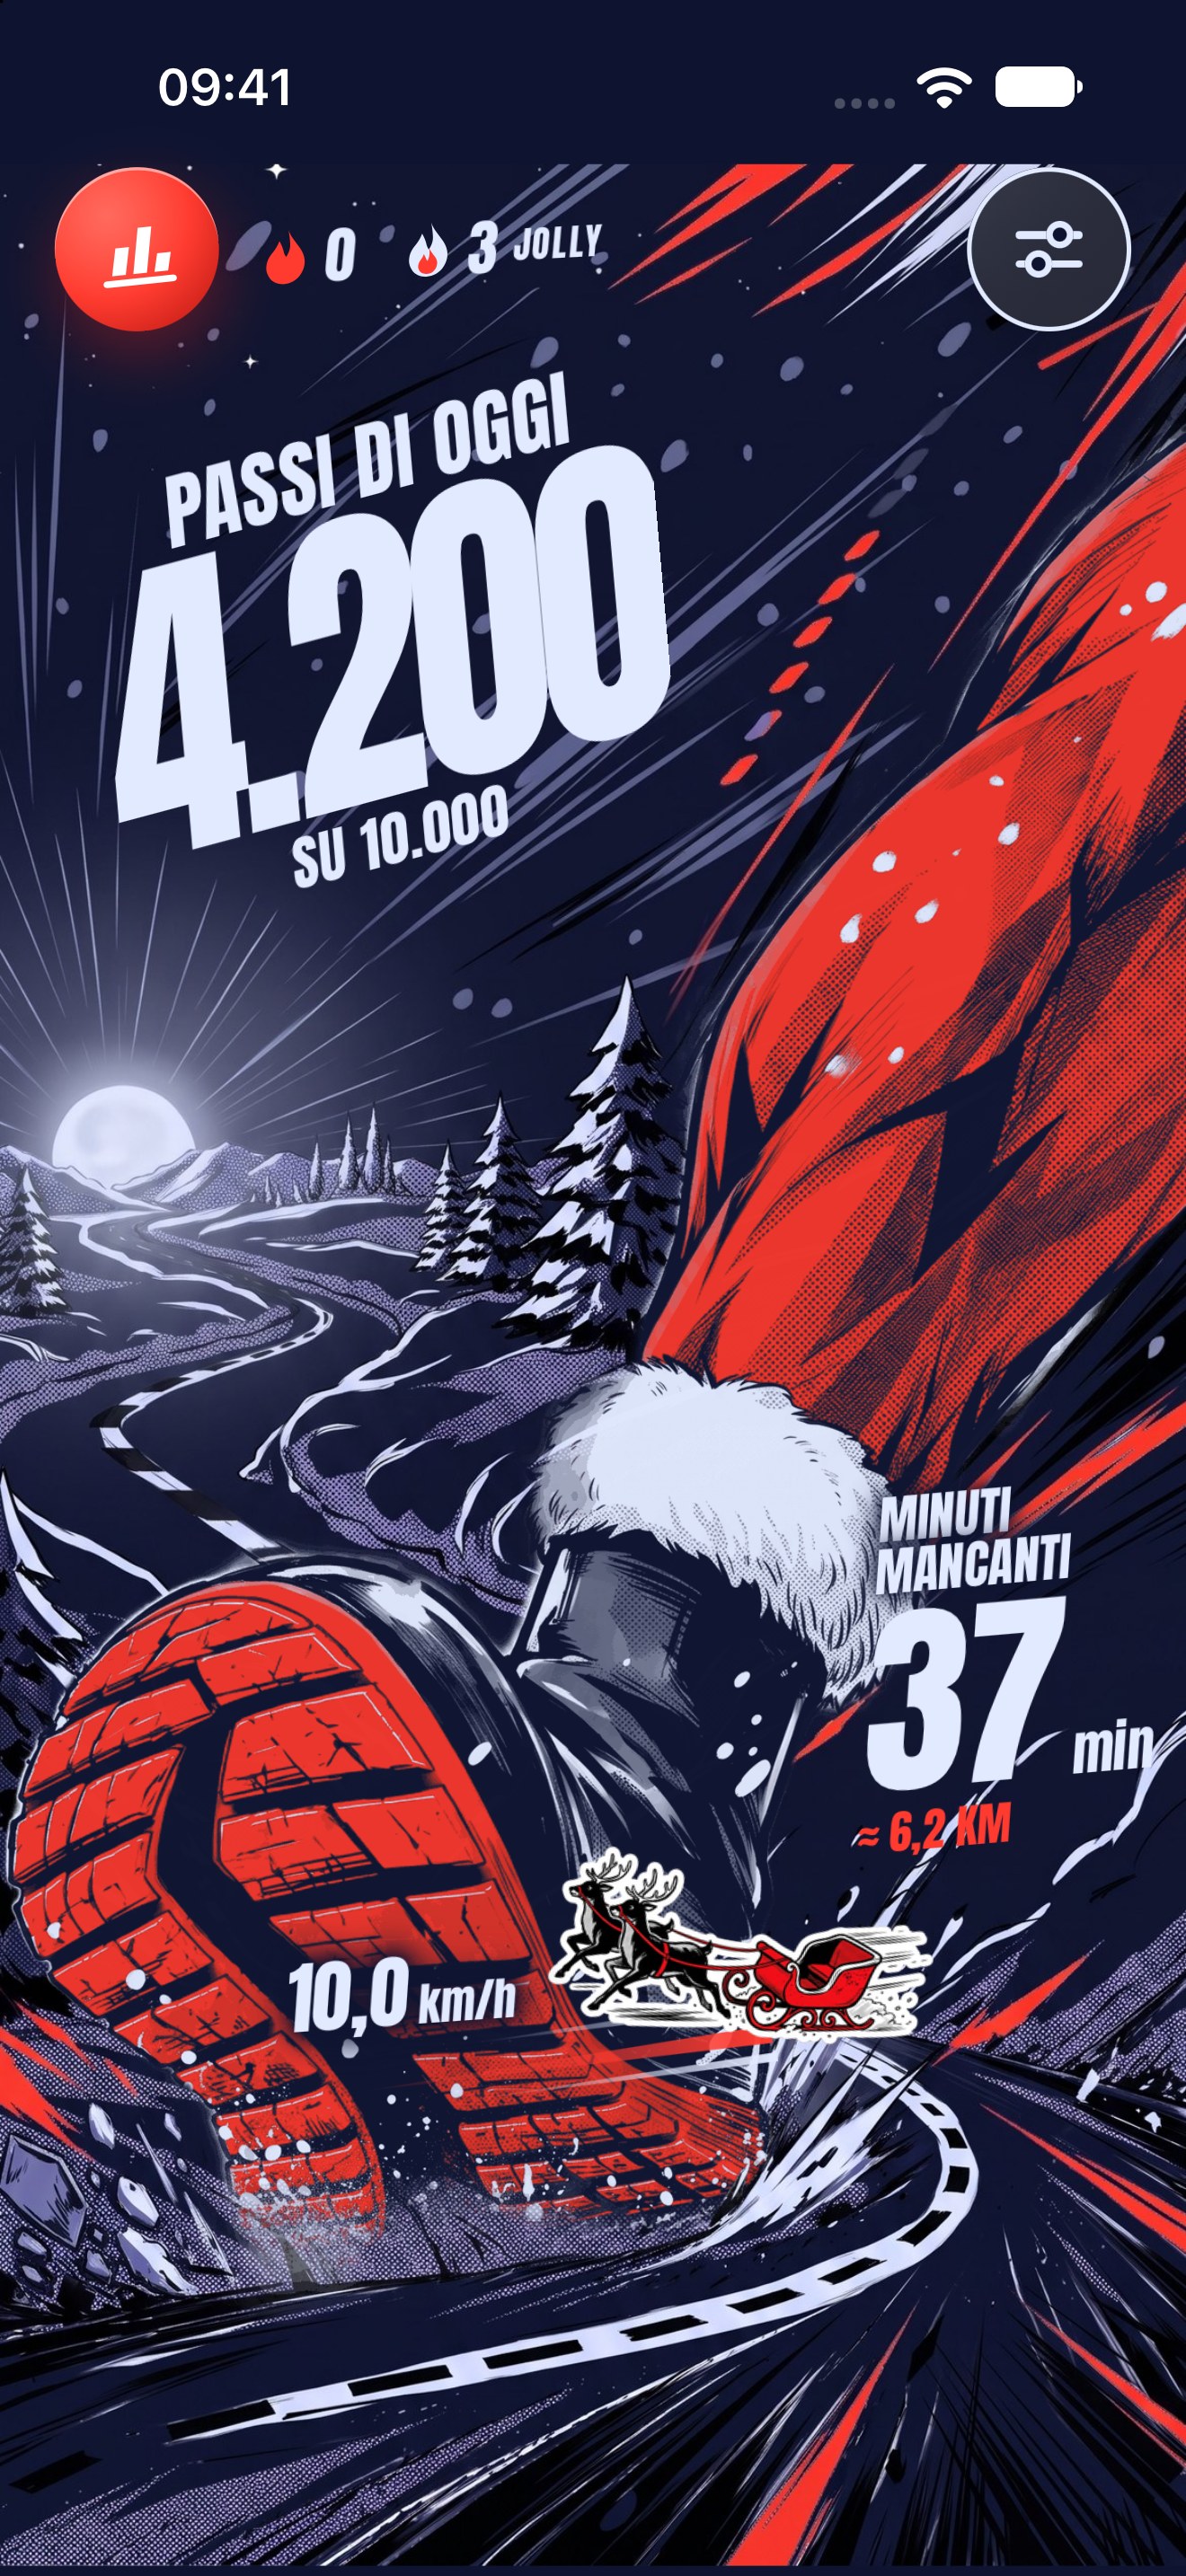 09:41
0 3 JOLLY
PASSI DI OGGI
4.200
SU 10.000
MINUTI
MANCANTI
37 min
≈ 6,2 KM
10,0 km/h